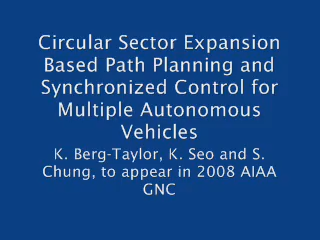 Circular Sector Expansion
Based Path Planning and
Synchronized Control for
Multiple Autonomous
Vehicles
K. Berg-Taylor, K. Seo and S.
Chung, to appear in 2008 AIAA
GNC